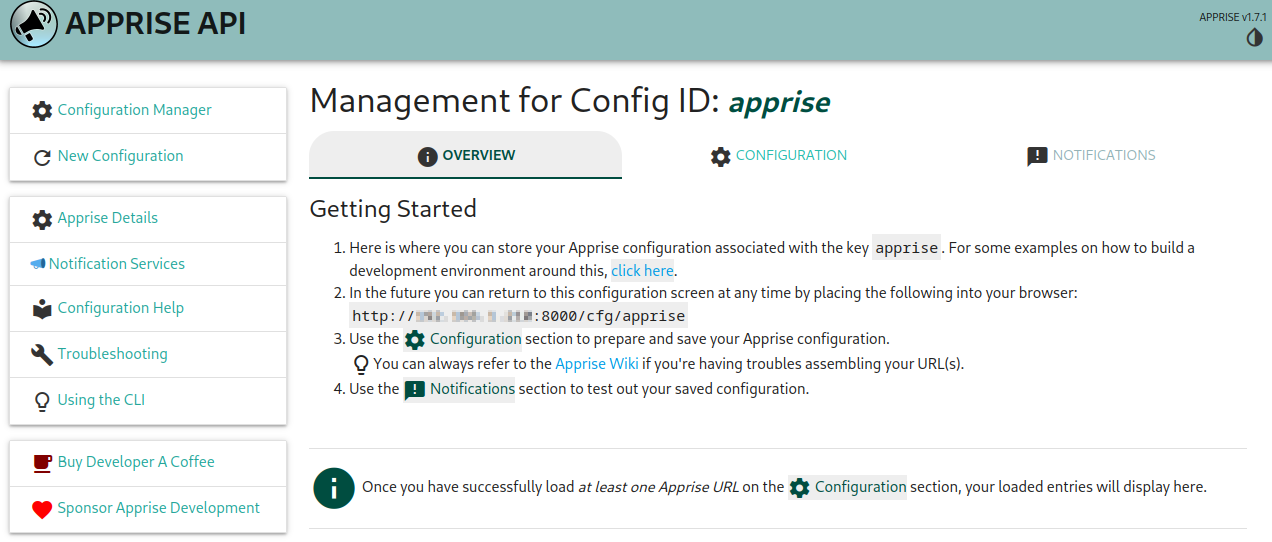 APPRISE API
APPRISE v1.7.1
Configuration Manager
New Configuration
Apprise Details
Notification Services
Configuration Help
Troubleshooting
Using the CLI
Buy Developer A Coffee
Sponsor Apprise Development
Management for Config ID: apprise
OVERVIEW
CONFIGURATION
NOTIFICATIONS
Getting Started
1. Here is where you can store your Apprise configuration associated with the key apprise. For some examples on how to build a
development environment around this, click here.
2. In the future you can return to this configuration screen at any time by placing the following into your browser:
http:// :8000/cfg/apprise
3. Use the Configuration section to prepare and save your Apprise configuration.
You can always refer to the Apprise Wiki if you're having troubles assembling your URL(s).
4. Use the Notifications section to test out your saved configuration.
Once you have successfully load at least one Apprise URL on the Configuration section, your loaded entries will display here.